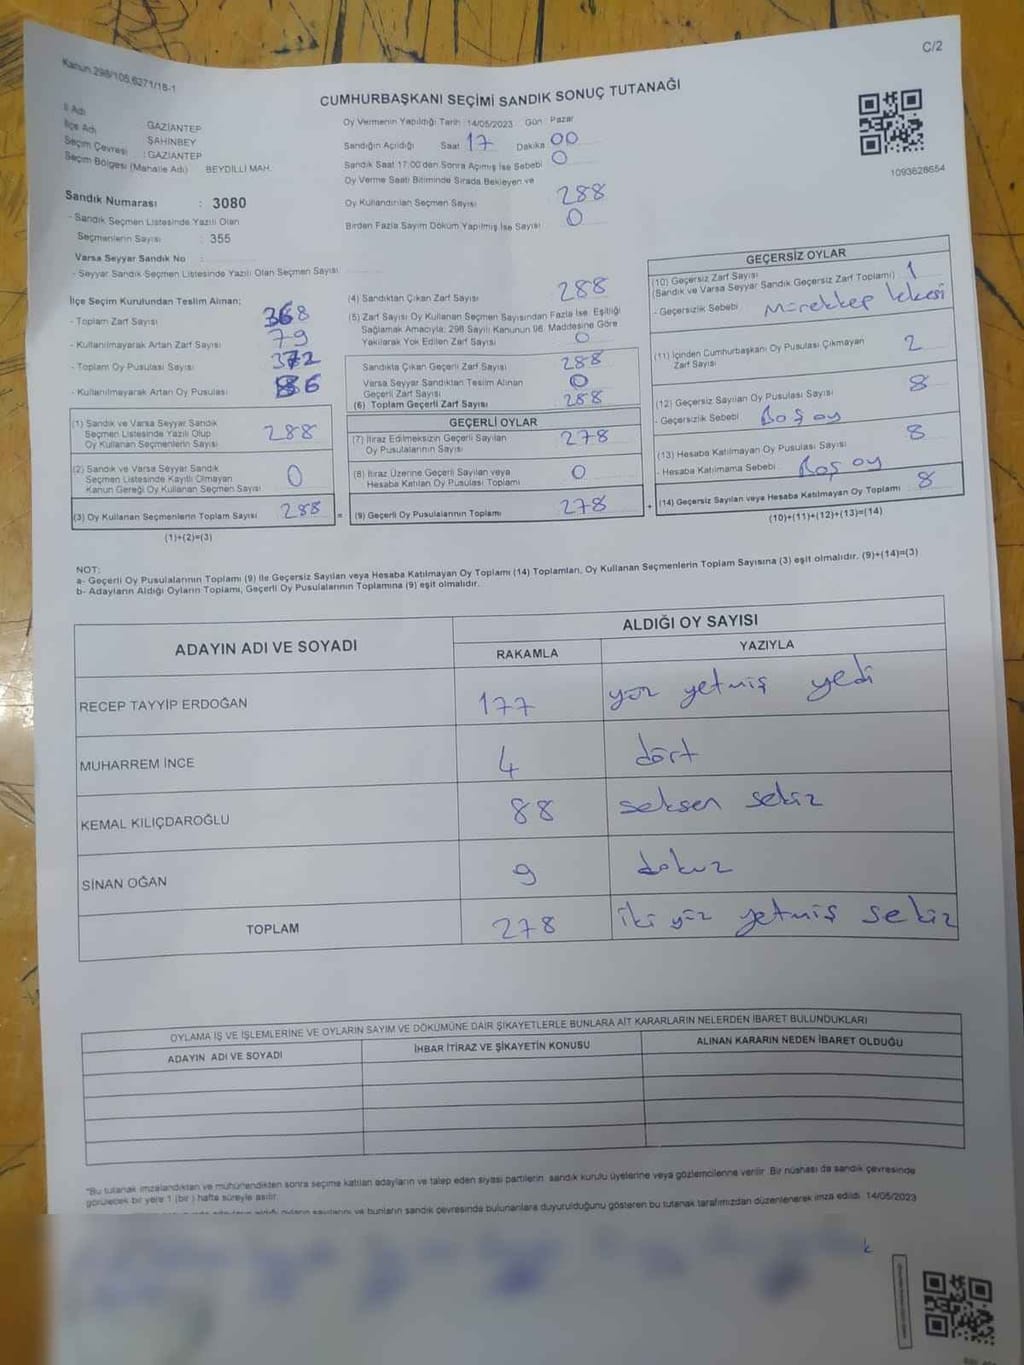 Kanun 298/105,6271/18-1
C/2
CUMHURBAŞKANI SEÇİMİ SANDIK SONUÇ TUTANAĞI
İl Adı
İlçe Adı GAZİANTEP
Seçim Çevresi ŞAHİNBEY
: GAZİANTEP
Seçim Bölgesi (Mahalle Adı) BEYDİLLİ MAH.
Sandık Numarası : 3080
- Sandık Seçmen Listesinde Yazılı Olan
Seçmenlerin Sayısı : 355
Varsa Seyyar Sandık No :
- Seyyar Sandık Seçmen Listesinde Yazılı Olan Seçmen Sayısı
Oy Vermenin Yapıldığı Tarih : 14/05/2023 Gün : Pazar
Sandığın Açıldığı Saat 17 Dakika 00
Sandık Saat 17:00'den Sonra Açılmış İse Sebebi 0
Oy Verme Saati Bitiminde Sırada Bekleyen ve
Oy Kullandırılan Seçmen Sayısı 288
Birden Fazla Sayım Döküm Yapılmış İse Sayısı 0
1093628654
İlçe Seçim Kurulundan Teslim Alınan;
- Toplam Zarf Sayısı 368
- Kullanılmayarak Artan Zarf Sayısı 79
- Toplam Oy Pusulası Sayısı 372
- Kullanılmayarak Artan Oy Pusulası 86
(1) Sandık ve Varsa Seyyar Sandık
Seçmen Listesinde Yazılı Olup
Oy Kullanan Seçmenlerin Sayısı 288
(2) Sandık ve Varsa Seyyar Sandık
Seçmen Listesinde Kayıtlı Olmayan
Kanun Gereği Oy Kullanan Seçmen Sayısı 0
(3) Oy Kullanan Seçmenlerin Toplam Sayısı 288 =
(1)+(2)=(3)
(4) Sandıktan Çıkan Zarf Sayısı 288
(5) Zarf Sayısı Oy Kullanan Seçmen Sayısından Fazla İse, Eşitliği
Sağlamak Amacıyla; 298 Sayılı Kanunun 98. Maddesine Göre
Yakılarak Yok Edilen Zarf Sayısı 0
Sandıkta Çıkan Geçerli Zarf Sayısı 288
Varsa Seyyar Sandıktan Teslim Alınan
Geçerli Zarf Sayısı 0
(6) Toplam Geçerli Zarf Sayısı 288
GEÇERLİ OYLAR
(7) İtiraz Edilmeksizin Geçerli Sayılan
Oy Pusulalarının Sayısı 278
(8) İtiraz Üzerine Geçerli Sayılan veya
Hesaba Katılan Oy Pusulası Toplamı 0
(9) Geçerli Oy Pusulalarının Toplamı 278 +
GEÇERSİZ OYLAR
(10) Geçersiz Zarf Sayısı
(Sandık ve Varsa Seyyar Sandık Geçersiz Zarf Toplamı) 1
- Geçersizlik Sebebi : Mürekkep lekesi
(11) İçinden Cumhurbaşkanı Oy Pusulası Çıkmayan
Zarf Sayısı 2
(12) Geçersiz Sayılan Oy Pusulası Sayısı 8
- Geçersizlik Sebebi : Boş oy
(13) Hesaba Katılmayan Oy Pusulası Sayısı 8
- Hesaba Katılmama Sebebi : Boş oy
(14) Geçersiz Sayılan veya Hesaba Katılmayan Oy Toplamı 8
(10)+(11)+(12)+(13)=(14)
NOT:
a- Geçerli Oy Pusulalarının Toplamı (9) ile Geçersiz Sayılan veya Hesaba Katılmayan Oy Toplamı (14) Toplamları, Oy Kullanan Seçmenlerin Toplam Sayısına (3) eşit olmalıdır. (9)+(14)=(3)
b- Adayların Aldığı Oyların Toplamı, Geçerli Oy Pusulalarının Toplamına (9) eşit olmalıdır.
ADAYIN ADI VE SOYADI ALDIĞI OY SAYISI
RAKAMLA YAZIYLA
RECEP TAYYİP ERDOĞAN 177 yüz yetmiş yedi
MUHARREM İNCE 4 dört
KEMAL KILIÇDAROĞLU 88 seksen sekiz
SİNAN OĞAN 9 dokuz
TOPLAM 278 iki yüz yetmiş sekiz
OYLAMA İŞ VE İŞLEMLERİNE VE OYLARIN SAYIM VE DÖKÜMÜNE DAİR ŞİKAYETLERLE BUNLARA AİT KARARLARIN NELERDEN İBARET BULUNDUKLARI
ADAYIN ADI VE SOYADI İHBAR İTİRAZ VE ŞİKAYETİN KONUSU ALINAN KARARIN NEDEN İBARET OLDUĞU
"Bu tutanak imzalandıktan ve mühürlendikten sonra seçime katılan adayların ve talep eden siyasi partilerin, sandık kurulu üyelerine veya gözlemcilerine verilir. Bir nüshası da sandık çevresinde
görülecek bir yere 1 (bir) hafta süreyle asılır.
aldığı oyların sayılarını ve bunların sandık çevresinde bulunanlara duyurulduğunu gösteren bu tutanak tarafımızdan düzenlenerek imza edildi. 14/05/2023